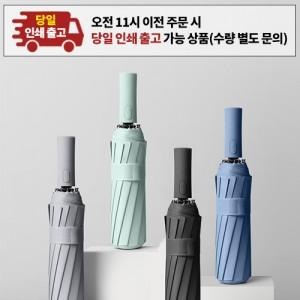 당일
인쇄 출고
오전 11시 이전 주문 시
당일 인쇄 출고 가능 상품(수량 별도 문의)